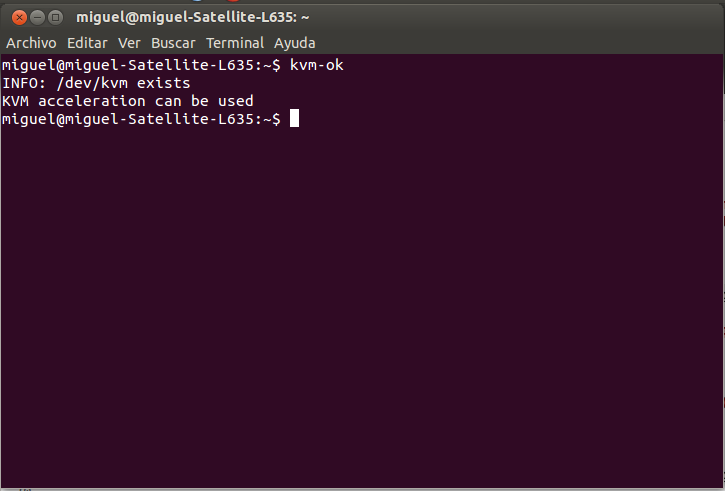 miguel@miguel-Satellite-L635: ~
Archivo Editar Ver Buscar Terminal Ayuda
miguel@miguel-Satellite-L635:~$ kvm-ok
INFO: /dev/kvm exists
KVM acceleration can be used
miguel@miguel-Satellite-L635:~$